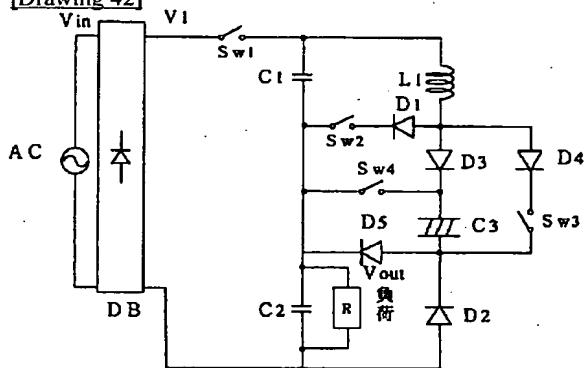 [Drawing 42]
Vin
V1
Sw1
C1
L1
D1
AC
Sw2
D3
D4
Sw4
Sw3
D5
C3
Vout
負荷
C2
R
D2
DB